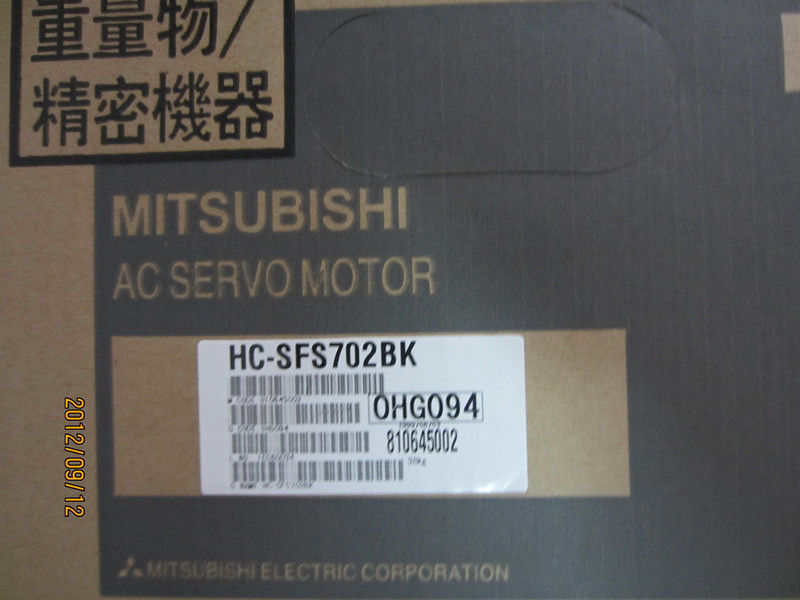 重量物/
精密機器
MITSUBISHI
AC SERVO MOTOR
HC-SFS702BK
OHG094
810645002
38kg
MITSUBISHI ELECTRIC CORPORATION
2012/09/12